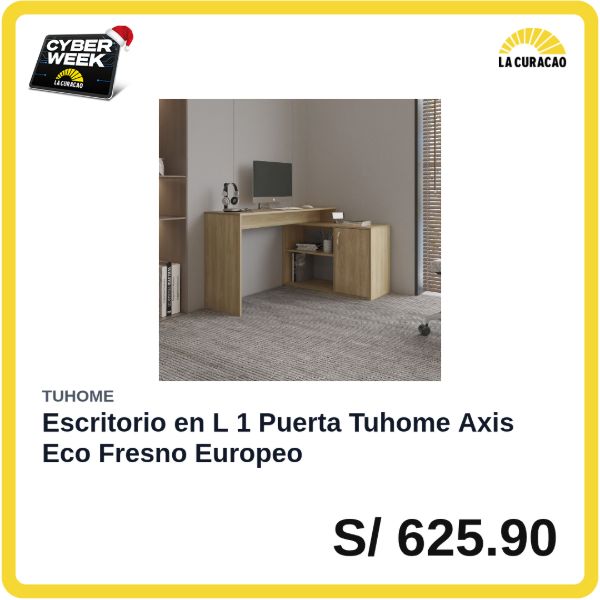 CYBER
WEEK
LA CURACAO
LA CURACAO
TUHOME
Escritorio en L 1 Puerta Tuhome Axis
Eco Fresno Europeo
S/ 625.90